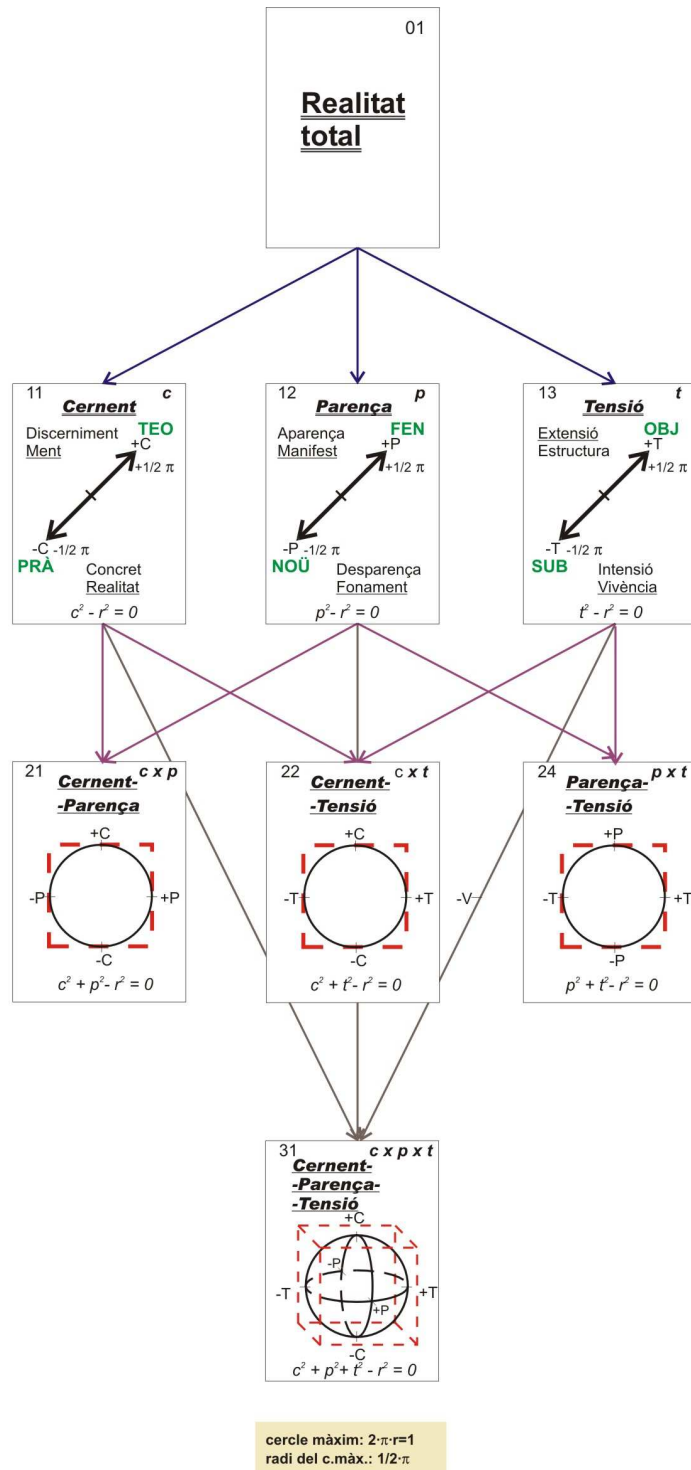 01
Realitat
total
11 c
Cernent
Discerniment TEO
Ment +C
+1/2 π
-C -1/2 π
PRÀ Concret
Realitat
c² - r² = 0
12 p
Parença
Aparença FEN
Manifest +P
+1/2 π
-P -1/2 π
NOÜ Desparença
Fonament
p² - r² = 0
13 t
Tensió
Extensió OBJ
Estructura +T
+1/2 π
-T -1/2 π
SUB Intensió
Vivència
t² - r² = 0
21 c x p
Cernent-
-Parença
+C
-P +P
-C
c² + p² - r² = 0
22 c x t
Cernent-
-Tensió
+C
-T +T
-C
c² + t² - r² = 0
-V
24 p x t
Parença-
-Tensió
+P
-T +T
-P
p² + t² - r² = 0
31 c x p x t
Cernent-
-Parença-
-Tensió
+C
-P
-T +T
+P
-C
c² + p² + t² - r² = 0
cercle màxim: 2·π·r=1
radi del c.màx.: 1/2·π